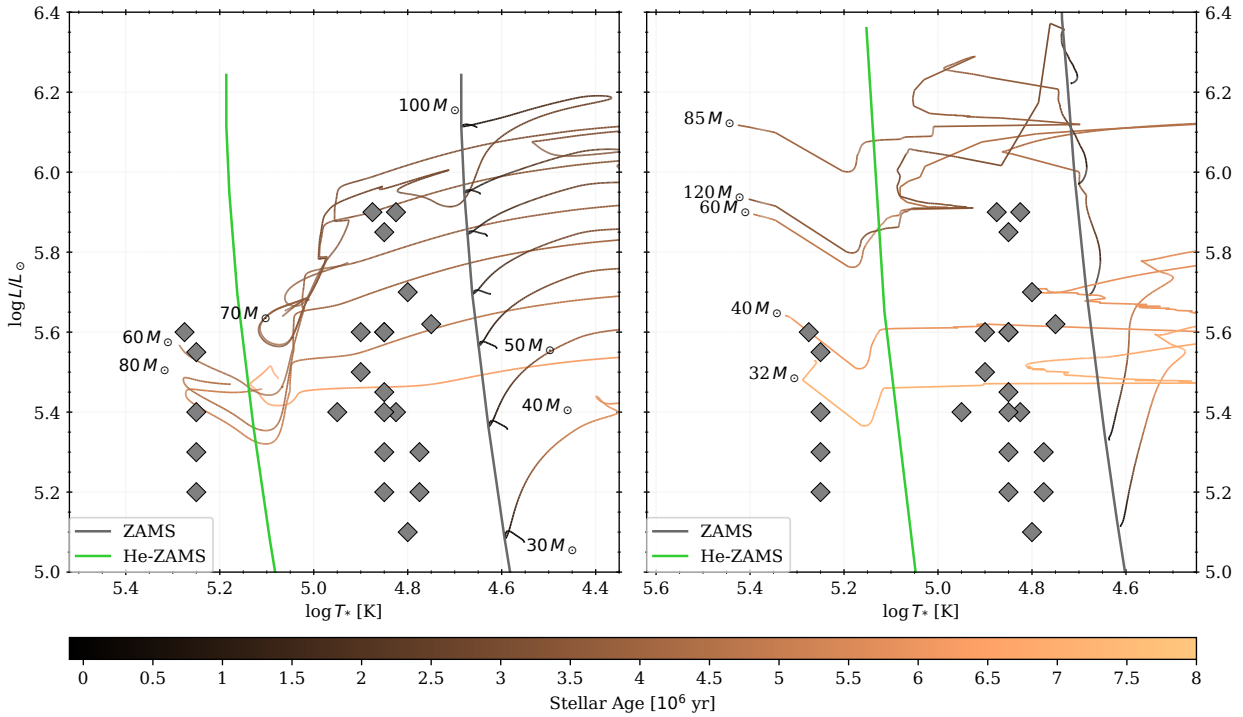 6.4
6.2
6.0
5.8
5.6
5.4
5.2
5.0
log L/L⊙
100 M⊙
70 M⊙
60 M⊙
80 M⊙
50 M⊙
40 M⊙
30 M⊙
ZAMS
He-ZAMS
5.4 5.2 5.0 4.8 4.6 4.4
log T* [K]
85 M⊙
120 M⊙
60 M⊙
40 M⊙
32 M⊙
ZAMS
He-ZAMS
5.6 5.4 5.2 5.0 4.8 4.6
log T* [K]
6.4
6.2
6.0
5.8
5.6
5.4
5.2
5.0
0 0.5 1 1.5 2 2.5 3 3.5 4 4.5 5 5.5 6 6.5 7 7.5 8
Stellar Age [10⁶ yr]